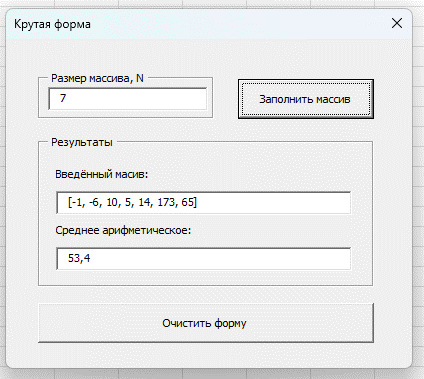 Крутая форма
Размер массива, N
7
Заполнить массив
Результаты
Введённый масив:
[-1, -6, 10, 5, 14, 173, 65]
Среднее арифметическое:
53,4
Очистить форму